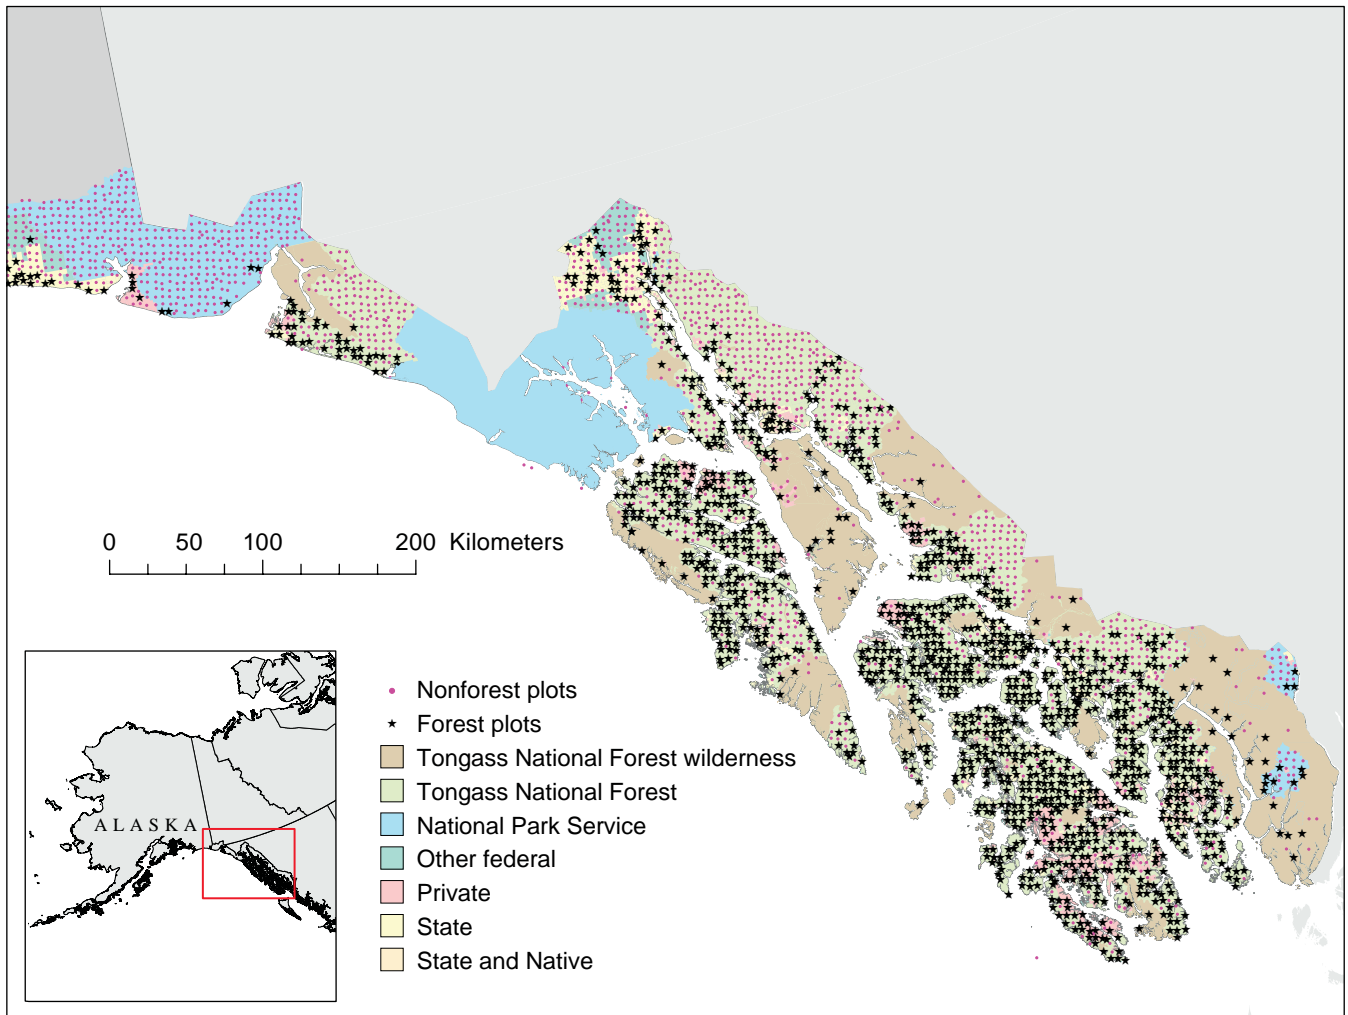 0 50 100 200 Kilometers
Nonforest plots
Forest plots
Tongass National Forest wilderness
Tongass National Forest
National Park Service
Other federal
Private
State
State and Native
ALASKA